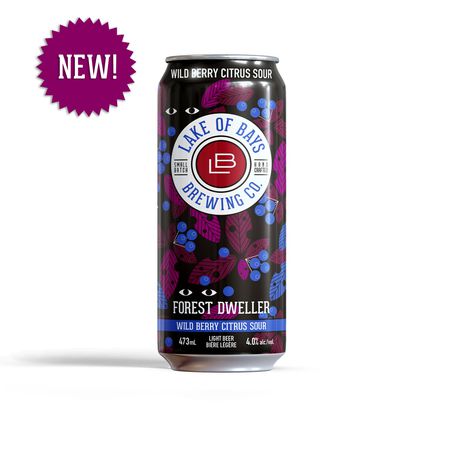 NEW!
WILD BERRY CITRUS SOUR
LAKE OF BAYS
SMALL BATCH
LB
HAND CRAFTED
BREWING CO.
FOREST DWELLER
WILD BERRY CITRUS SOUR
473mL
LIGHT BEER
BIÈRE LÉGÈRE
4.0% alc./vol.